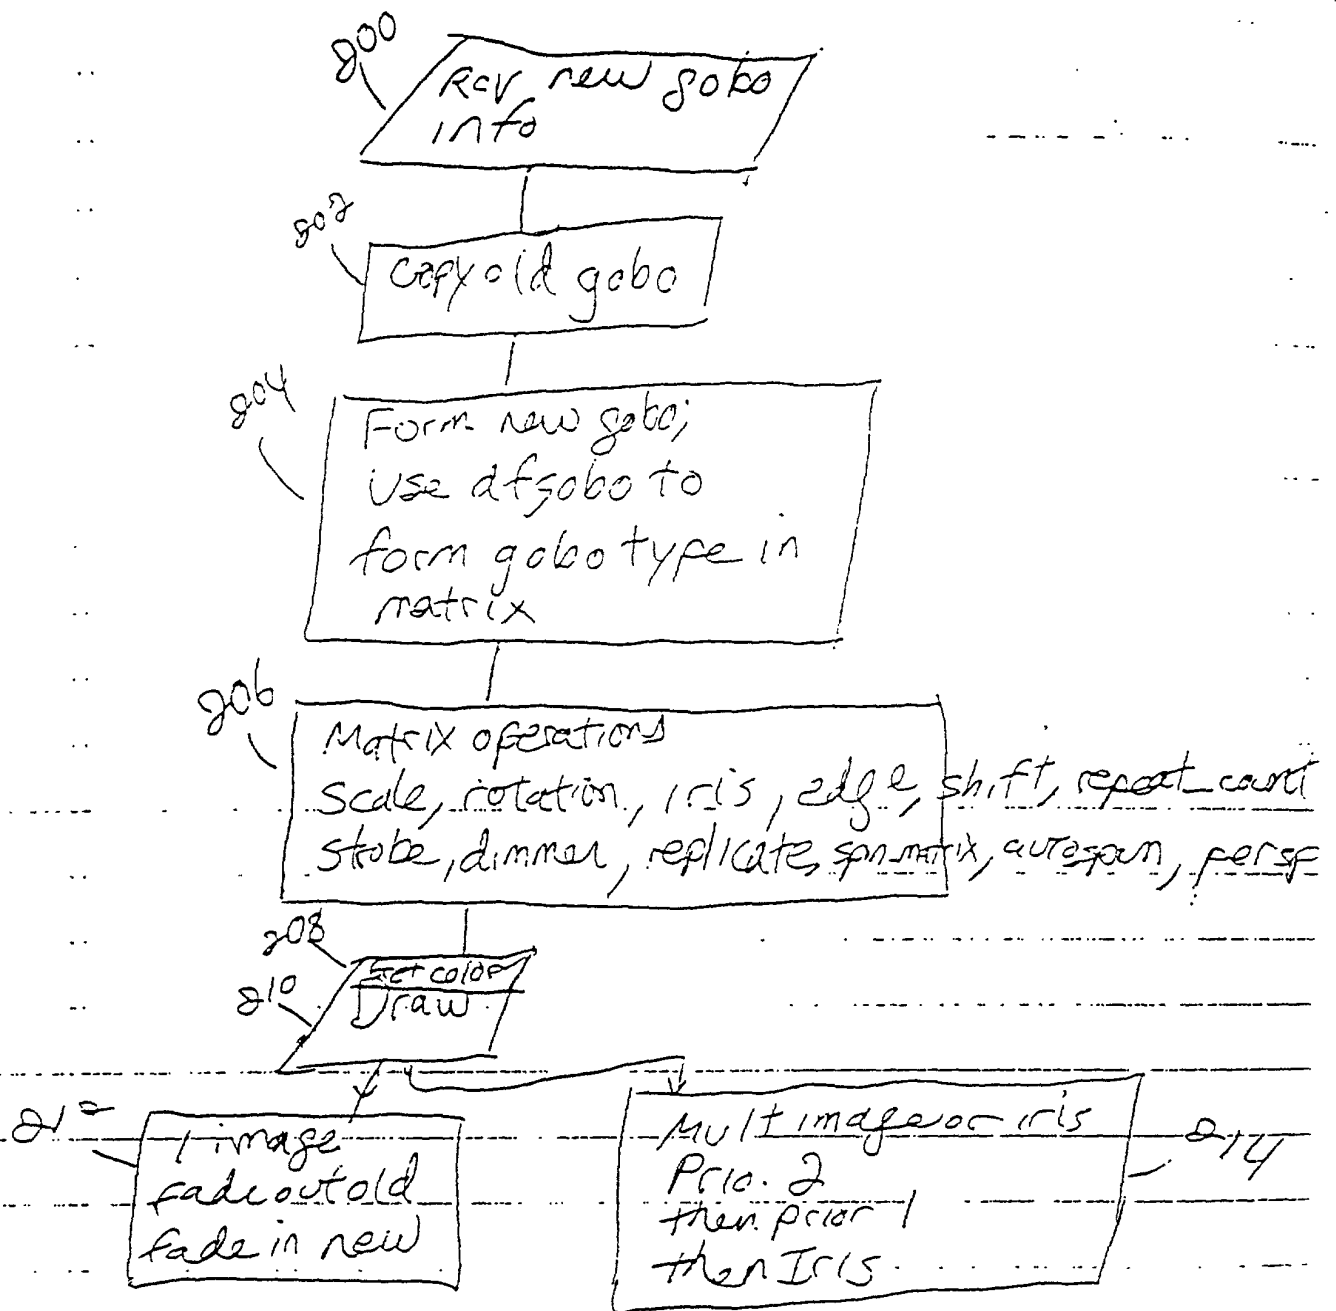 800
Rcv new gobo
info
802
Copy old gobo
804
Form new gobo;
use dfgobo to
form gobo type in
matrix
806
Matrix operations
scale, rotation, iris, edge, shift, repeat_count
strobe, dimmer, replicate, spn_matrix, autospun, persp
808
Set color
810
Draw
812
1 image
fade out old
fade in new
814
Mult image or iris
Prio. 2
then prior 1
then Iris